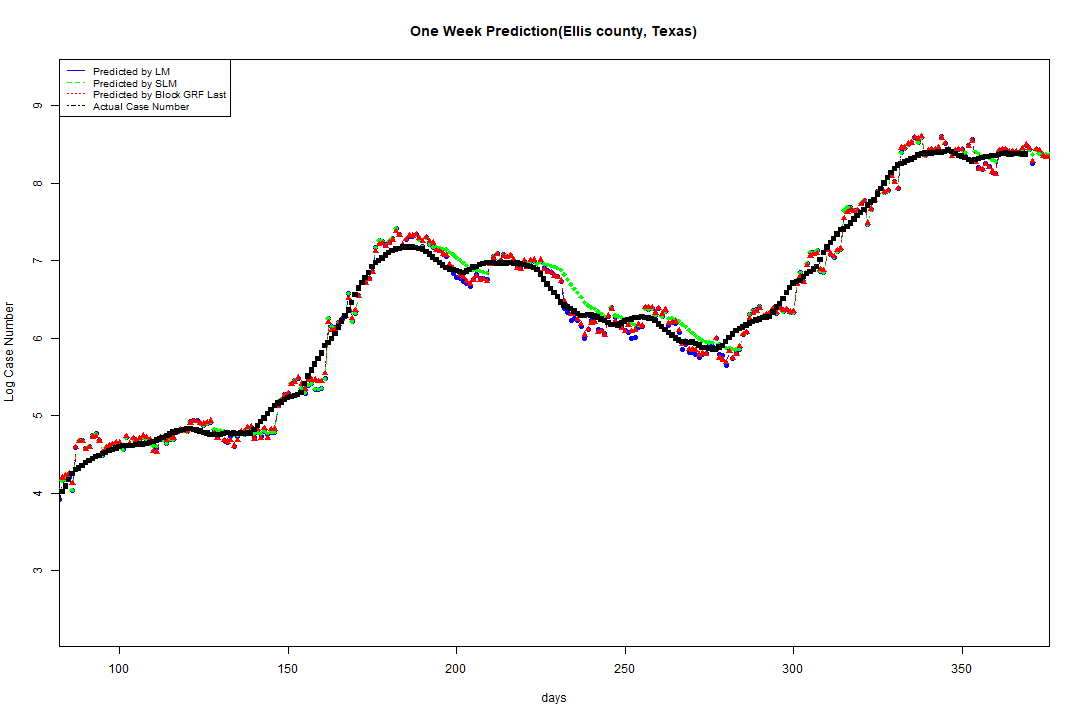 One Week Prediction(Ellis county, Texas)
Predicted by LM
Predicted by SLM
Predicted by Block GRF Last
Actual Case Number
9
8
7
6
5
4
3
Log Case Number
100 150 200 250 300 350
days